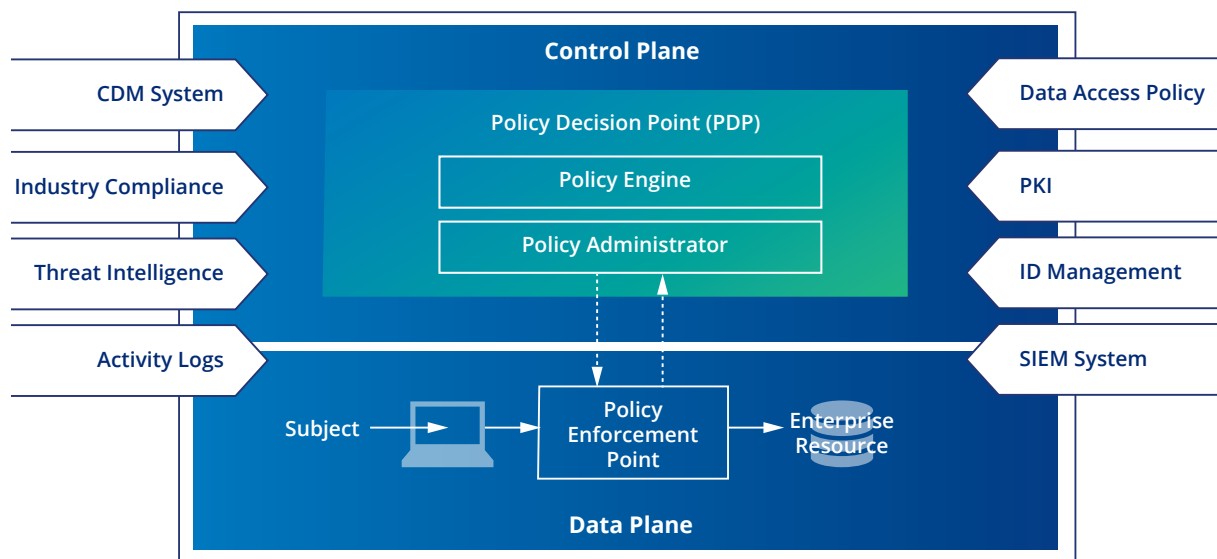 Control Plane
CDM System
Data Access Policy
Policy Decision Point (PDP)
Policy Engine
Industry Compliance
PKI
Policy Administrator
Threat Intelligence
ID Management
Activity Logs
SIEM System
Subject
Policy
Enforcement
Point
Enterprise
Resource
Data Plane